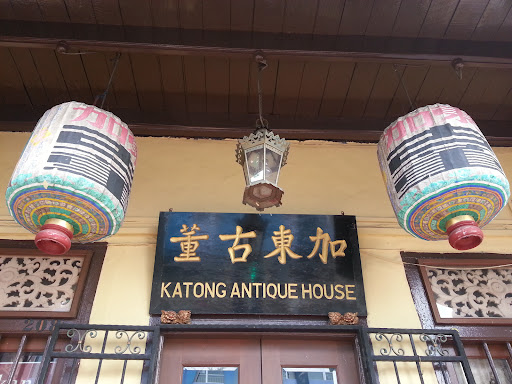 董古東加
KATONG ANTIQUE HOUSE